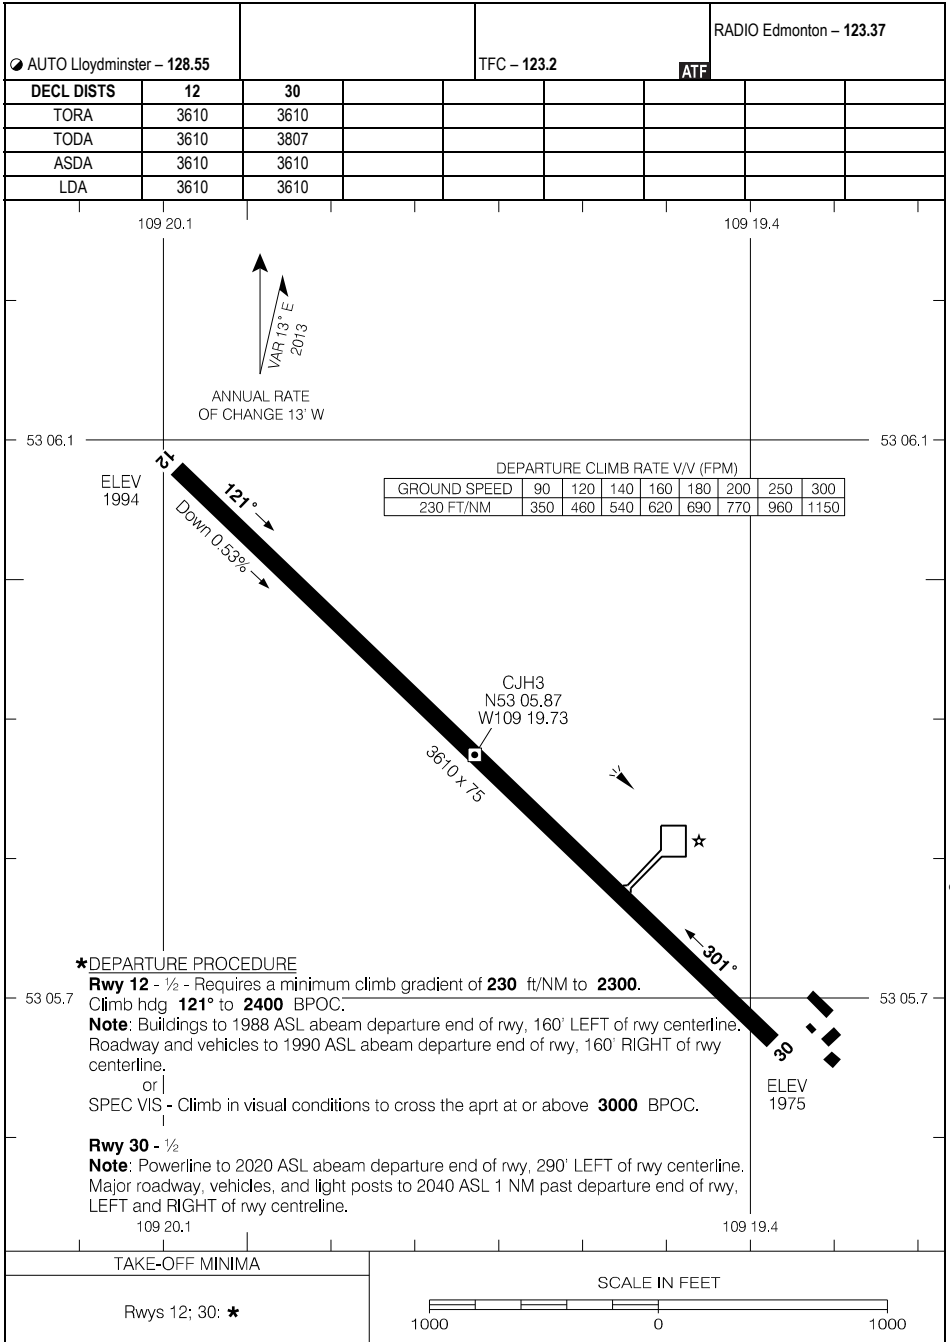 RADIO Edmonton – 123.37
AUTO Lloydminster – 128.55
TFC – 123.2
ATF
DECL DISTS 12 30
TORA 3610 3610
TODA 3610 3807
ASDA 3610 3610
LDA 3610 3610
109 20.1
109 19.4
VAR 13° E
2013
ANNUAL RATE
OF CHANGE 13' W
53 06.1
53 06.1
12
ELEV
1994
121°
Down 0.53%
DEPARTURE CLIMB RATE V/V (FPM)
GROUND SPEED 90 120 140 160 180 200 250 300
230 FT/NM 350 460 540 620 690 770 960 1150
CJH3
N53 05.87
W109 19.73
3610 x 75
301°
★DEPARTURE PROCEDURE
Rwy 12 - ½ - Requires a minimum climb gradient of 230 ft/NM to 2300.
53 05.7
53 05.7
Climb hdg 121° to 2400 BPOC.
Note: Buildings to 1988 ASL abeam departure end of rwy, 160' LEFT of rwy centerline.
Roadway and vehicles to 1990 ASL abeam departure end of rwy, 160' RIGHT of rwy
centerline.
or
SPEC VIS - Climb in visual conditions to cross the aprt at or above 3000 BPOC.
30
ELEV
1975
Rwy 30 - ½
Note: Powerline to 2020 ASL abeam departure end of rwy, 290' LEFT of rwy centerline.
Major roadway, vehicles, and light posts to 2040 ASL 1 NM past departure end of rwy,
LEFT and RIGHT of rwy centreline.
109 20.1
109 19.4
TAKE-OFF MINIMA
Rwys 12; 30: ★
SCALE IN FEET
1000 0 1000